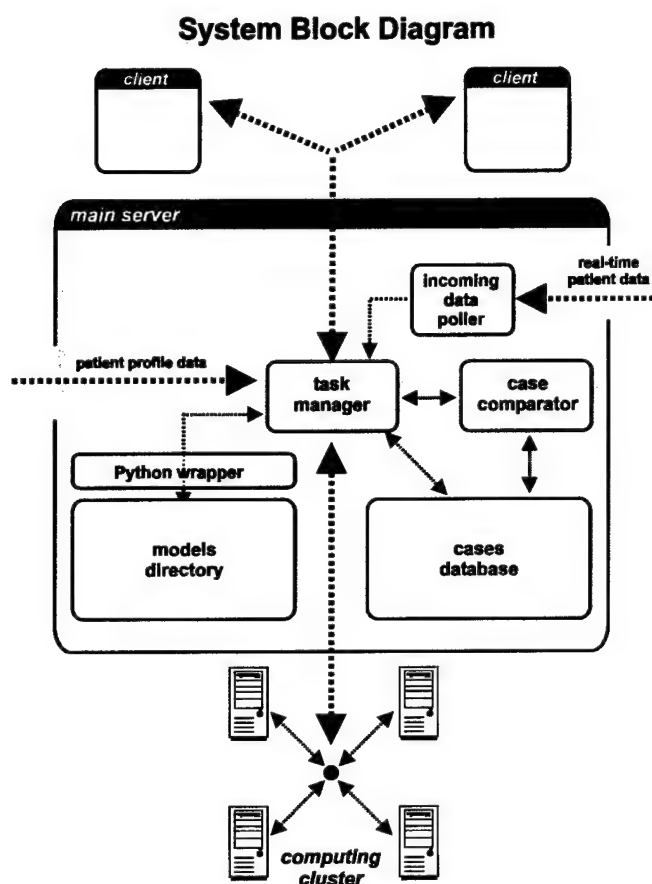 System Block Diagram
client
client
main server
real-time
patient data
incoming
data
poller
patient profile data
task
manager
case
comparator
Python wrapper
models
directory
cases
database
computing
cluster